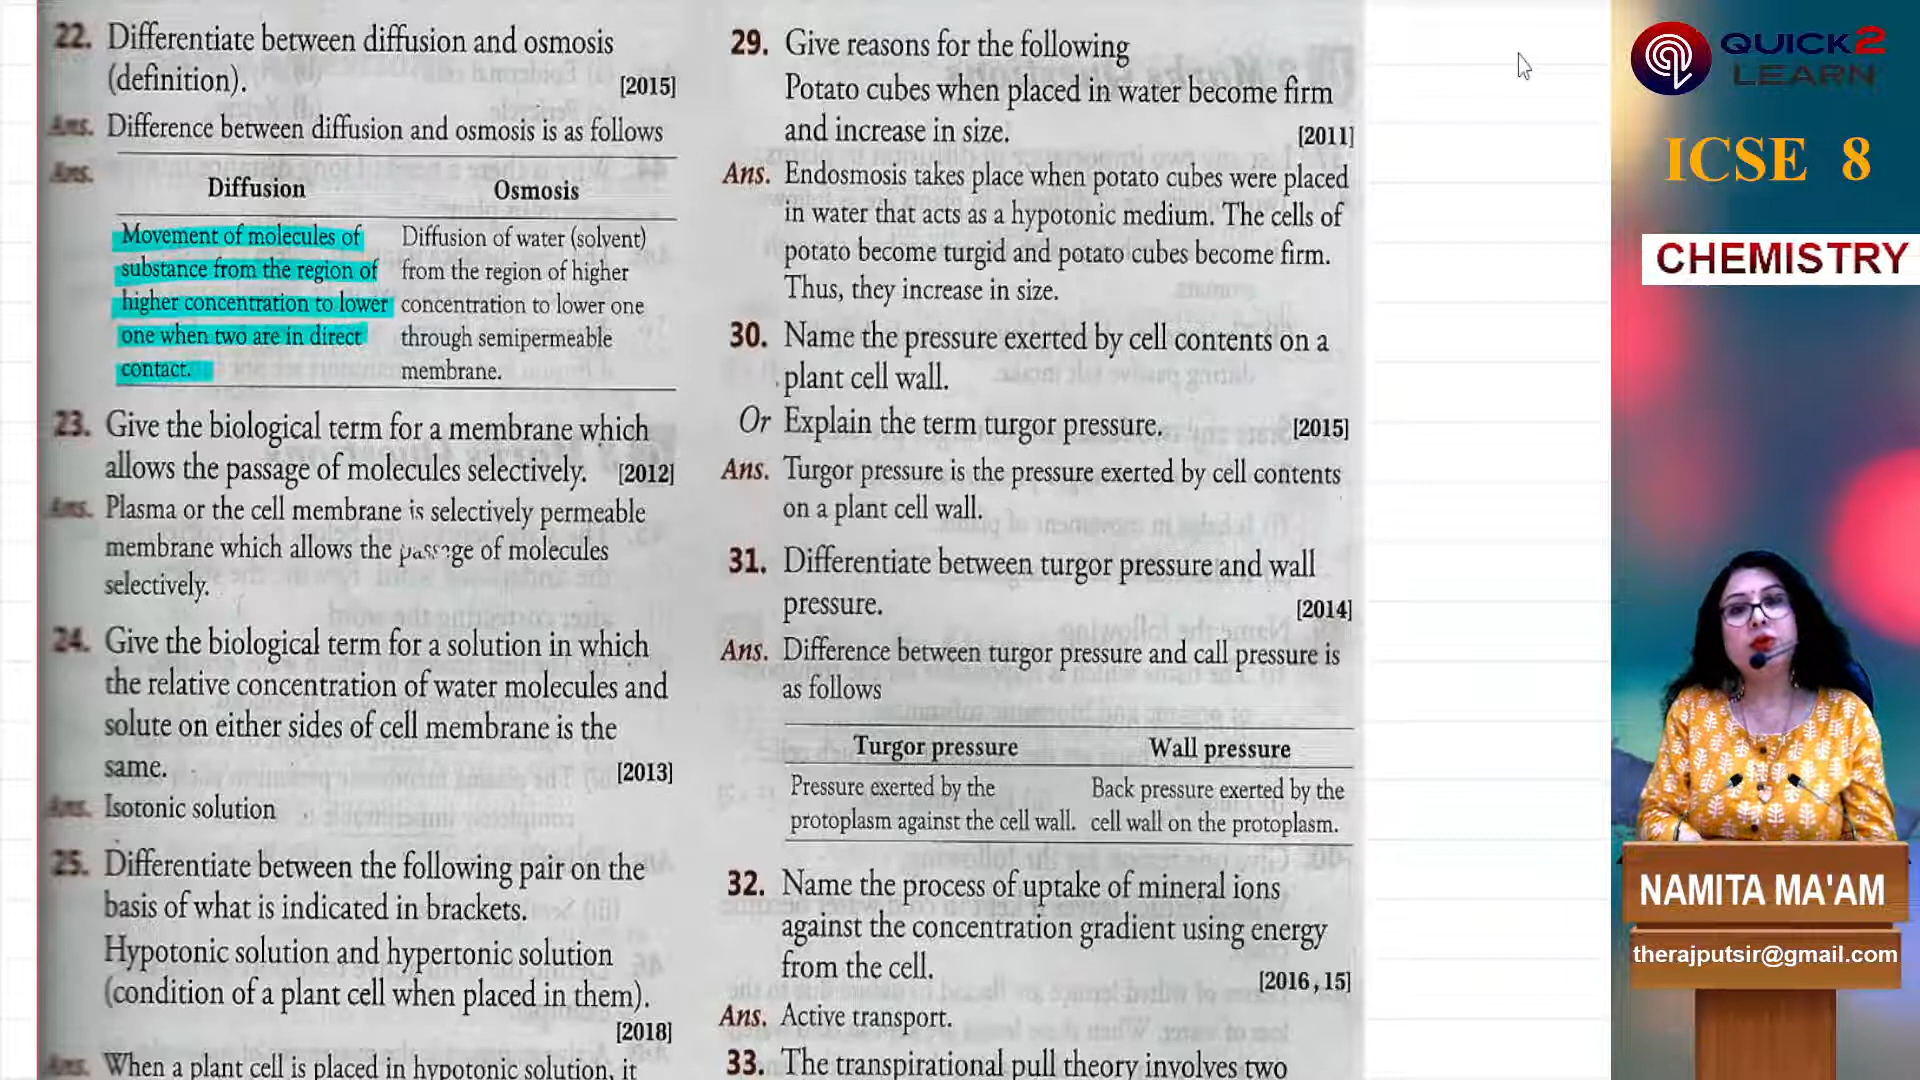 22. Differentiate between diffusion and osmosis
(definition). [2015]
Ans. Difference between diffusion and osmosis is as follows
Ans.
Diffusion Osmosis
Movement of molecules of Diffusion of water (solvent)
substance from the region of from the region of higher
higher concentration to lower concentration to lower one
one when two are in direct through semipermeable
contact. membrane.
23. Give the biological term for a membrane which
allows the passage of molecules selectively. [2012]
Ans. Plasma or the cell membrane is selectively permeable
membrane which allows the passage of molecules
selectively.
24. Give the biological term for a solution in which
the relative concentration of water molecules and
solute on either sides of cell membrane is the
same. [2013]
Ans. Isotonic solution
25. Differentiate between the following pair on the
basis of what is indicated in brackets.
Hypotonic solution and hypertonic solution
(condition of a plant cell when placed in them).
[2018]
Ans. When a plant cell is placed in hypotonic solution, it
29. Give reasons for the following
Potato cubes when placed in water become firm
and increase in size. [2011]
Ans. Endosmosis takes place when potato cubes were placed
in water that acts as a hypotonic medium. The cells of
potato become turgid and potato cubes become firm.
Thus, they increase in size.
30. Name the pressure exerted by cell contents on a
plant cell wall.
Or Explain the term turgor pressure. [2015]
Ans. Turgor pressure is the pressure exerted by cell contents
on a plant cell wall.
31. Differentiate between turgor pressure and wall
pressure. [2014]
Ans. Difference between turgor pressure and call pressure is
as follows
Turgor pressure Wall pressure
Pressure exerted by the Back pressure exerted by the
protoplasm against the cell wall. cell wall on the protoplasm.
32. Name the process of uptake of mineral ions
against the concentration gradient using energy
from the cell. [2016, 15]
Ans. Active transport.
33. The transpirational pull theory involves two
QUICK2
LEARN
ICSE 8
CHEMISTRY
NAMITA MA'AM
therajputsir@gmail.com